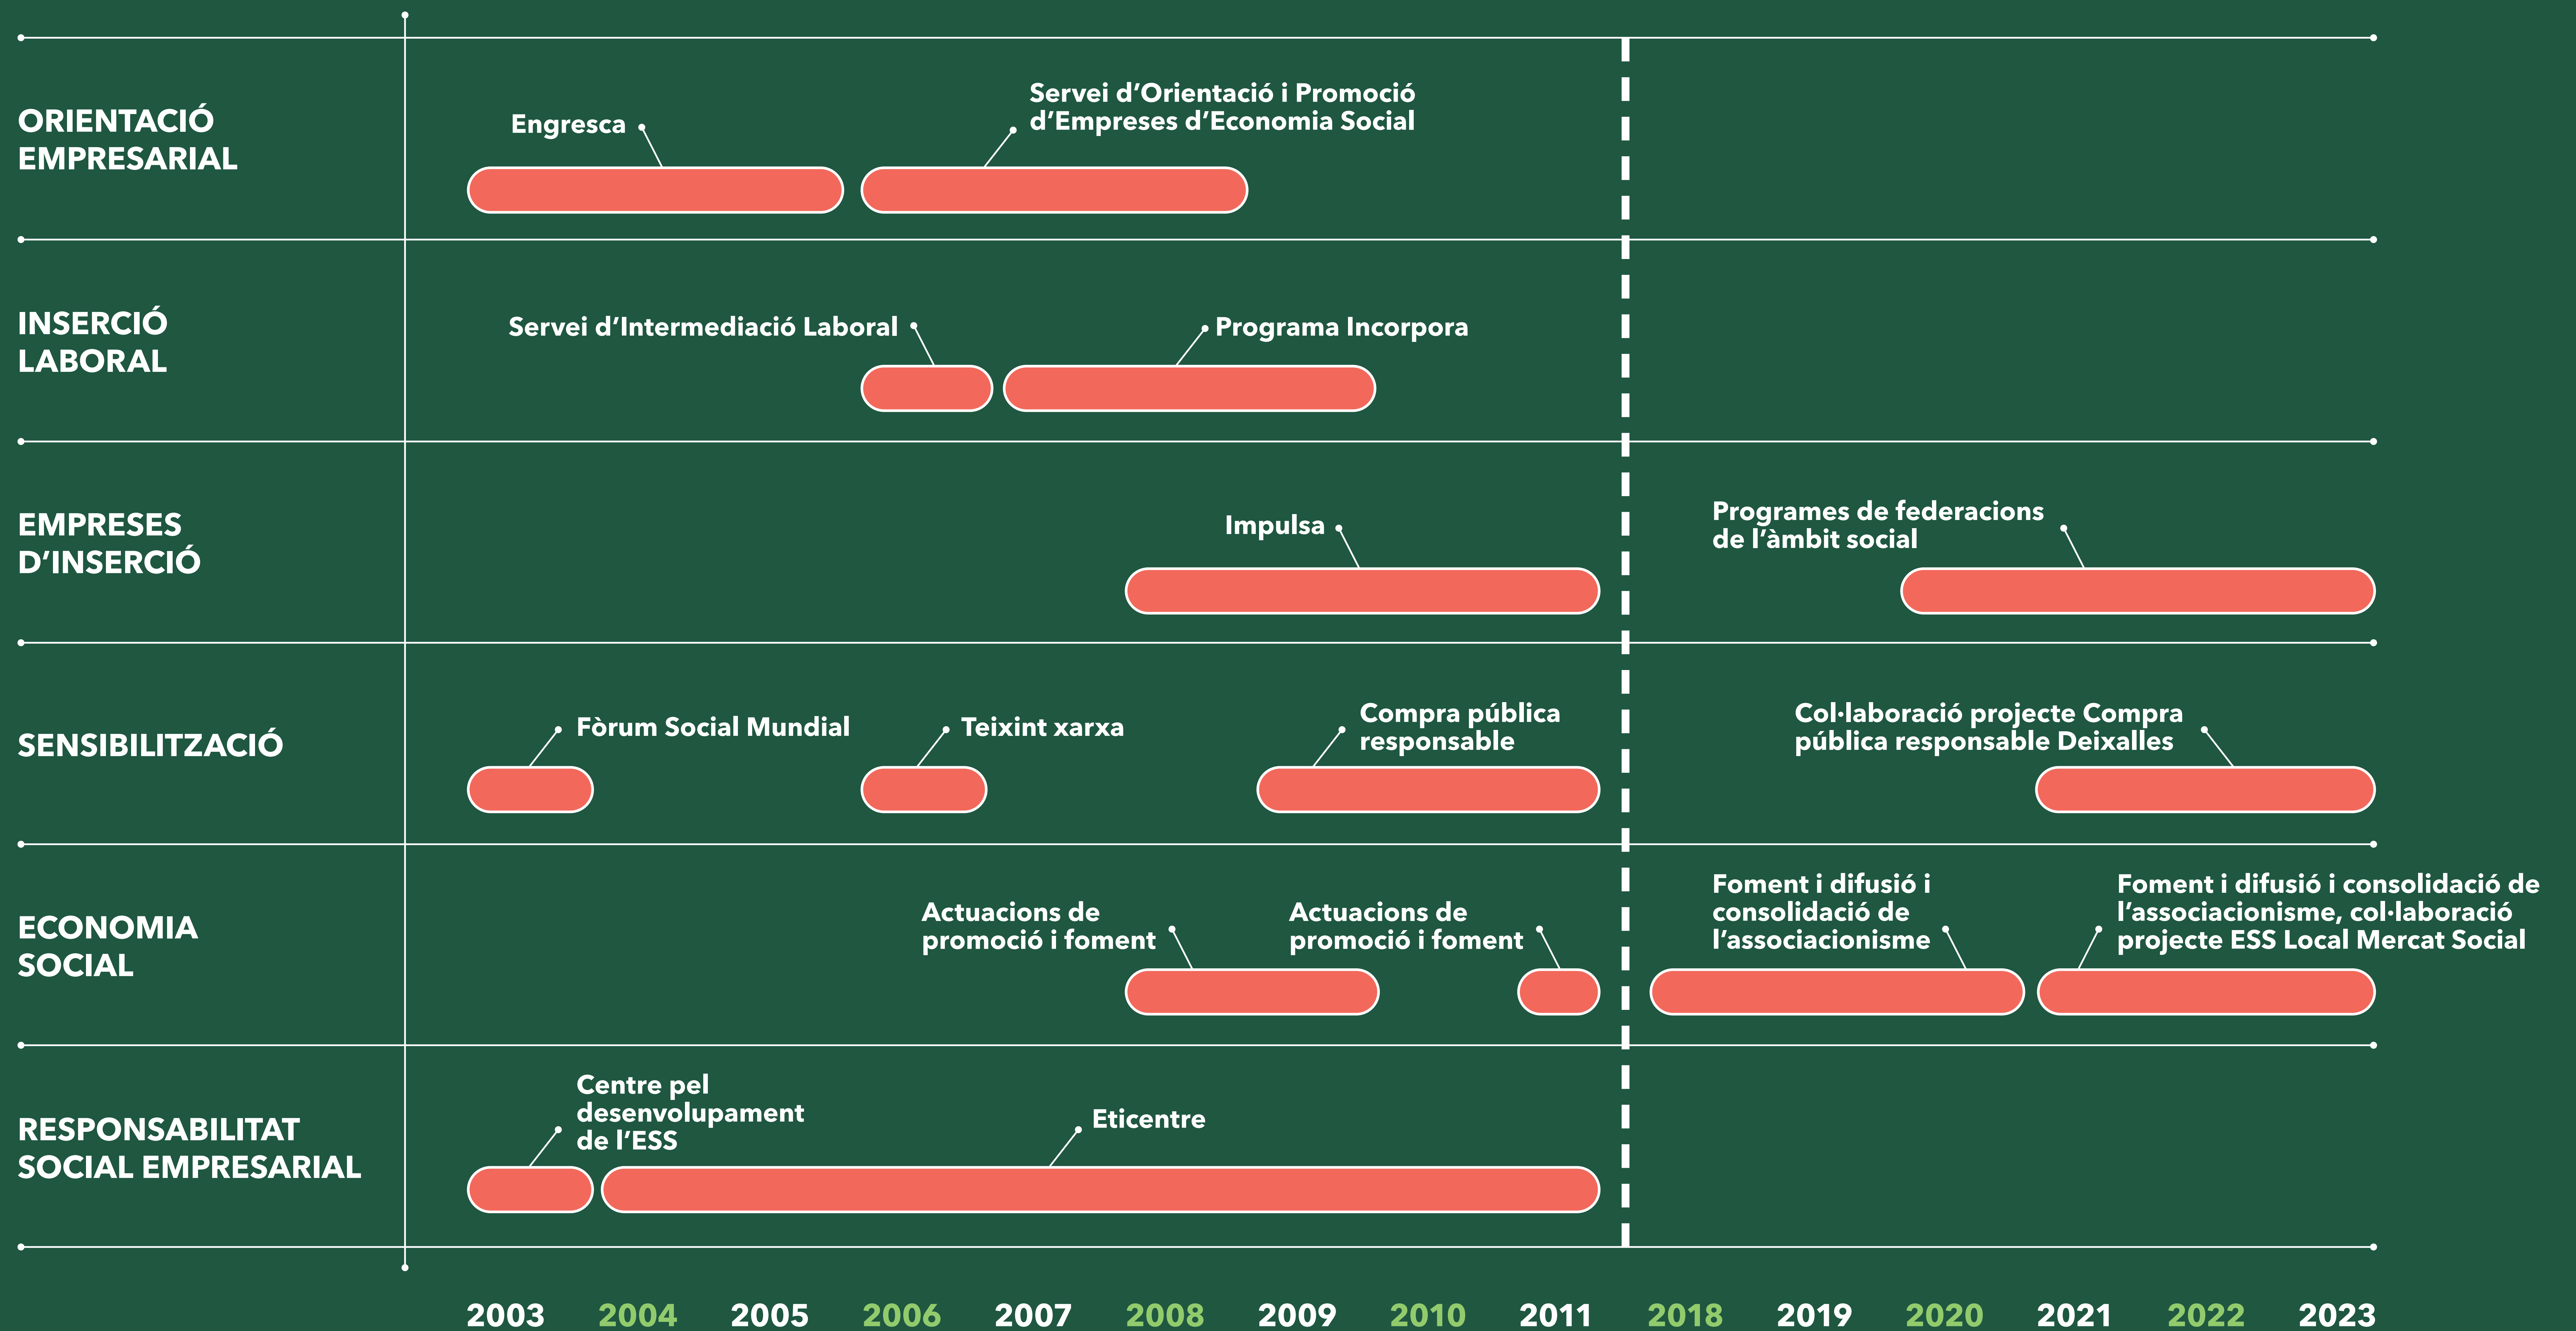 ORIENTACIÓ
EMPRESARIAL
Engresca
Servei d’Orientació i Promoció
d’Empreses d’Economia Social
INSERCIÓ
LABORAL
Servei d’Intermediació Laboral
Programa Incorpora
EMPRESES
D’INSERCIÓ
Impulsa
Programes de federacions
de l’àmbit social
SENSIBILITZACIÓ
Fòrum Social Mundial
Teixint xarxa
Compra pública
responsable
Col·laboració projecte Compra
pública responsable Deixalles
ECONOMIA
SOCIAL
Actuacions de
promoció i foment
Actuacions de
promoció i foment
Foment i difusió i
consolidació de
l’associacionisme
Foment i difusió i consolidació de
l’associacionisme, col·laboració
projecte ESS Local Mercat Social
RESPONSABILITAT
SOCIAL EMPRESARIAL
Centre pel
desenvolupament
de l’ESS
Eticentre
2003 2004 2005 2006 2007 2008 2009 2010 2011 2018 2019 2020 2021 2022 2023